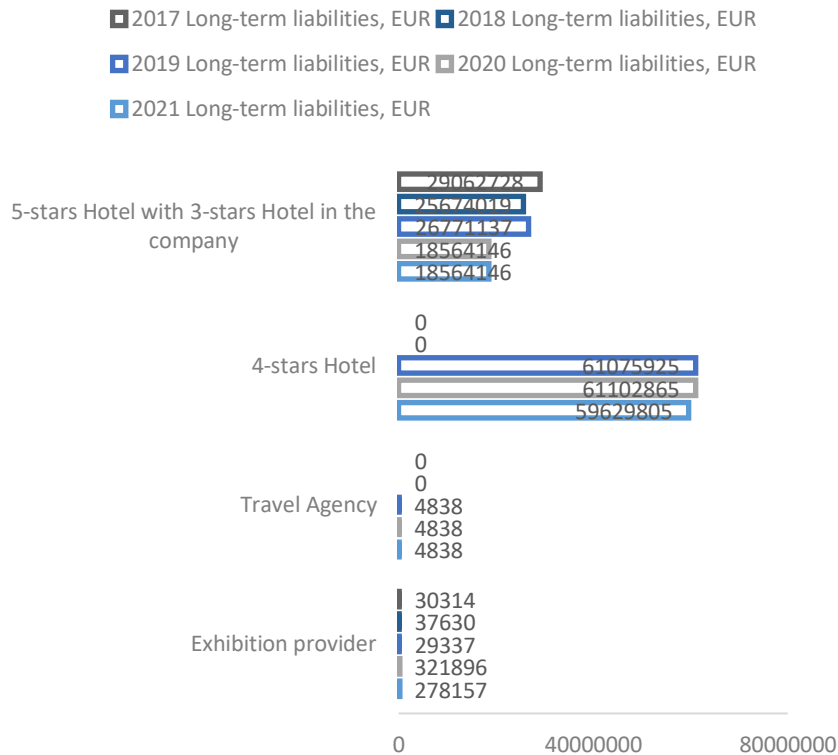 2017 Long-term liabilities, EUR 2018 Long-term liabilities, EUR
2019 Long-term liabilities, EUR 2020 Long-term liabilities, EUR
2021 Long-term liabilities, EUR
5-stars Hotel with 3-stars Hotel in the
company
29062728
25674019
26771137
18564146
18564146
4-stars Hotel
0
0
61075925
61102865
59629805
Travel Agency
0
0
4838
4838
4838
Exhibition provider
30314
37630
29337
321896
278157
0 40000000 80000000